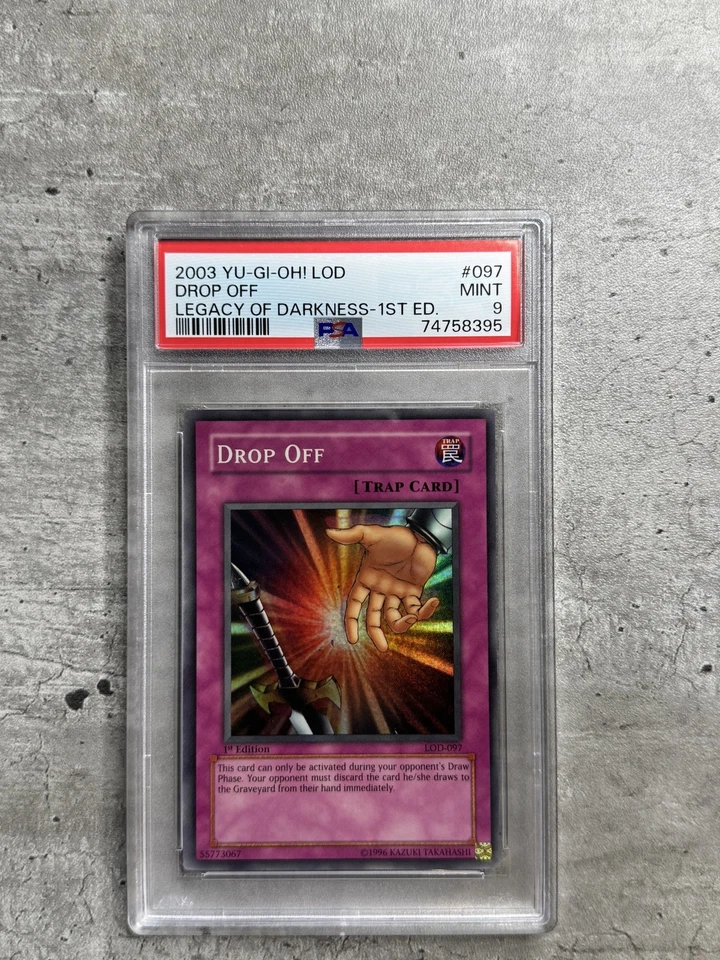 2003 YU-GI-OH! LOD #097
DROP OFF MINT
LEGACY OF DARKNESS-1ST ED. 9
PSA 74758395
DROP OFF
TRAP
罠
[TRAP CARD]
1st Edition LOD-097
This card can only be activated during your opponent's Draw
Phase. Your opponent must discard the card he/she draws to
the Graveyard from their hand immediately.
55773067 ©1996 KAZUKI TAKAHASHI